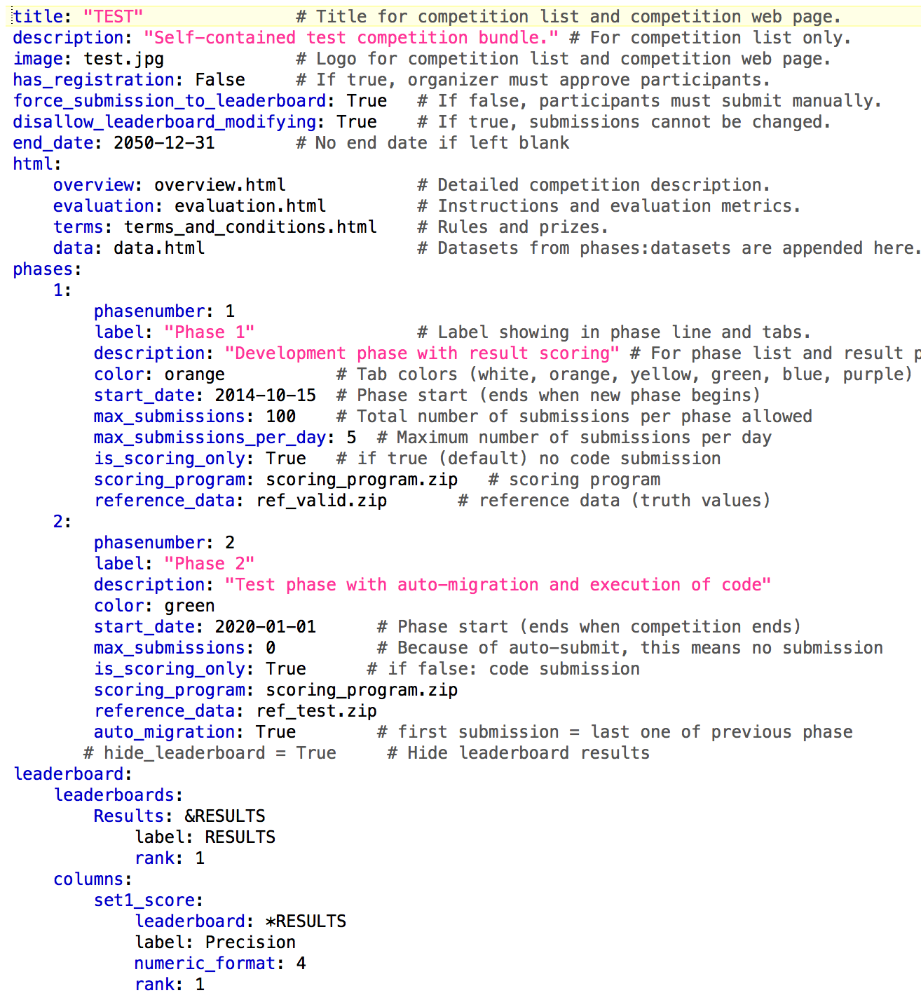 title: "TEST"               # Title for competition list and competition web page.
description: "Self-contained test competition bundle." # For competition list only.
image: test.jpg             # Logo for competition list and competition web page.
has_registration: False     # If true, organizer must approve participants.
force_submission_to_leaderboard: True   # If false, participants must submit manually.
disallow_leaderboard_modifying: True    # If true, submissions cannot be changed.
end_date: 2050-12-31        # No end date if left blank
html:
    overview: overview.html             # Detailed competition description.
    evaluation: evaluation.html         # Instructions and evaluation metrics.
    terms: terms_and_conditions.html    # Rules and prizes.
    data: data.html                     # Datasets from phases:datasets are appended here.
phases:
    1:
        phasenumber: 1
        label: "Phase 1"                # Label showing in phase line and tabs.
        description: "Development phase with result scoring" # For phase list and result
        color: orange           # Tab colors (white, orange, yellow, green, blue, purple)
        start_date: 2014-10-15  # Phase start (ends when new phase begins)
        max_submissions: 100    # Total number of submissions per phase allowed
        max_submissions_per_day: 5  # Maximum number of submissions per day
        is_scoring_only: True   # if true (default) no code submission
        scoring_program: scoring_program.zip   # scoring program
        reference_data: ref_valid.zip       # reference data (truth values)
    2:
        phasenumber: 2
        label: "Phase 2"
        description: "Test phase with auto-migration and execution of code"
        color: green
        start_date: 2020-01-01      # Phase start (ends when competition ends)
        max_submissions: 0          # Because of auto-submit, this means no submission
        is_scoring_only: True      # if false: code submission
        scoring_program: scoring_program.zip
        reference_data: ref_test.zip
        auto_migration: True        # first submission = last one of previous phase
       # hide_leaderboard = True     # Hide leaderboard results
leaderboard:
    leaderboards:
        Results: &RESULTS
            label: RESULTS
            rank: 1
    columns:
        set1_score:
            leaderboard: *RESULTS
            label: Precision
            numeric_format: 4
            rank: 1